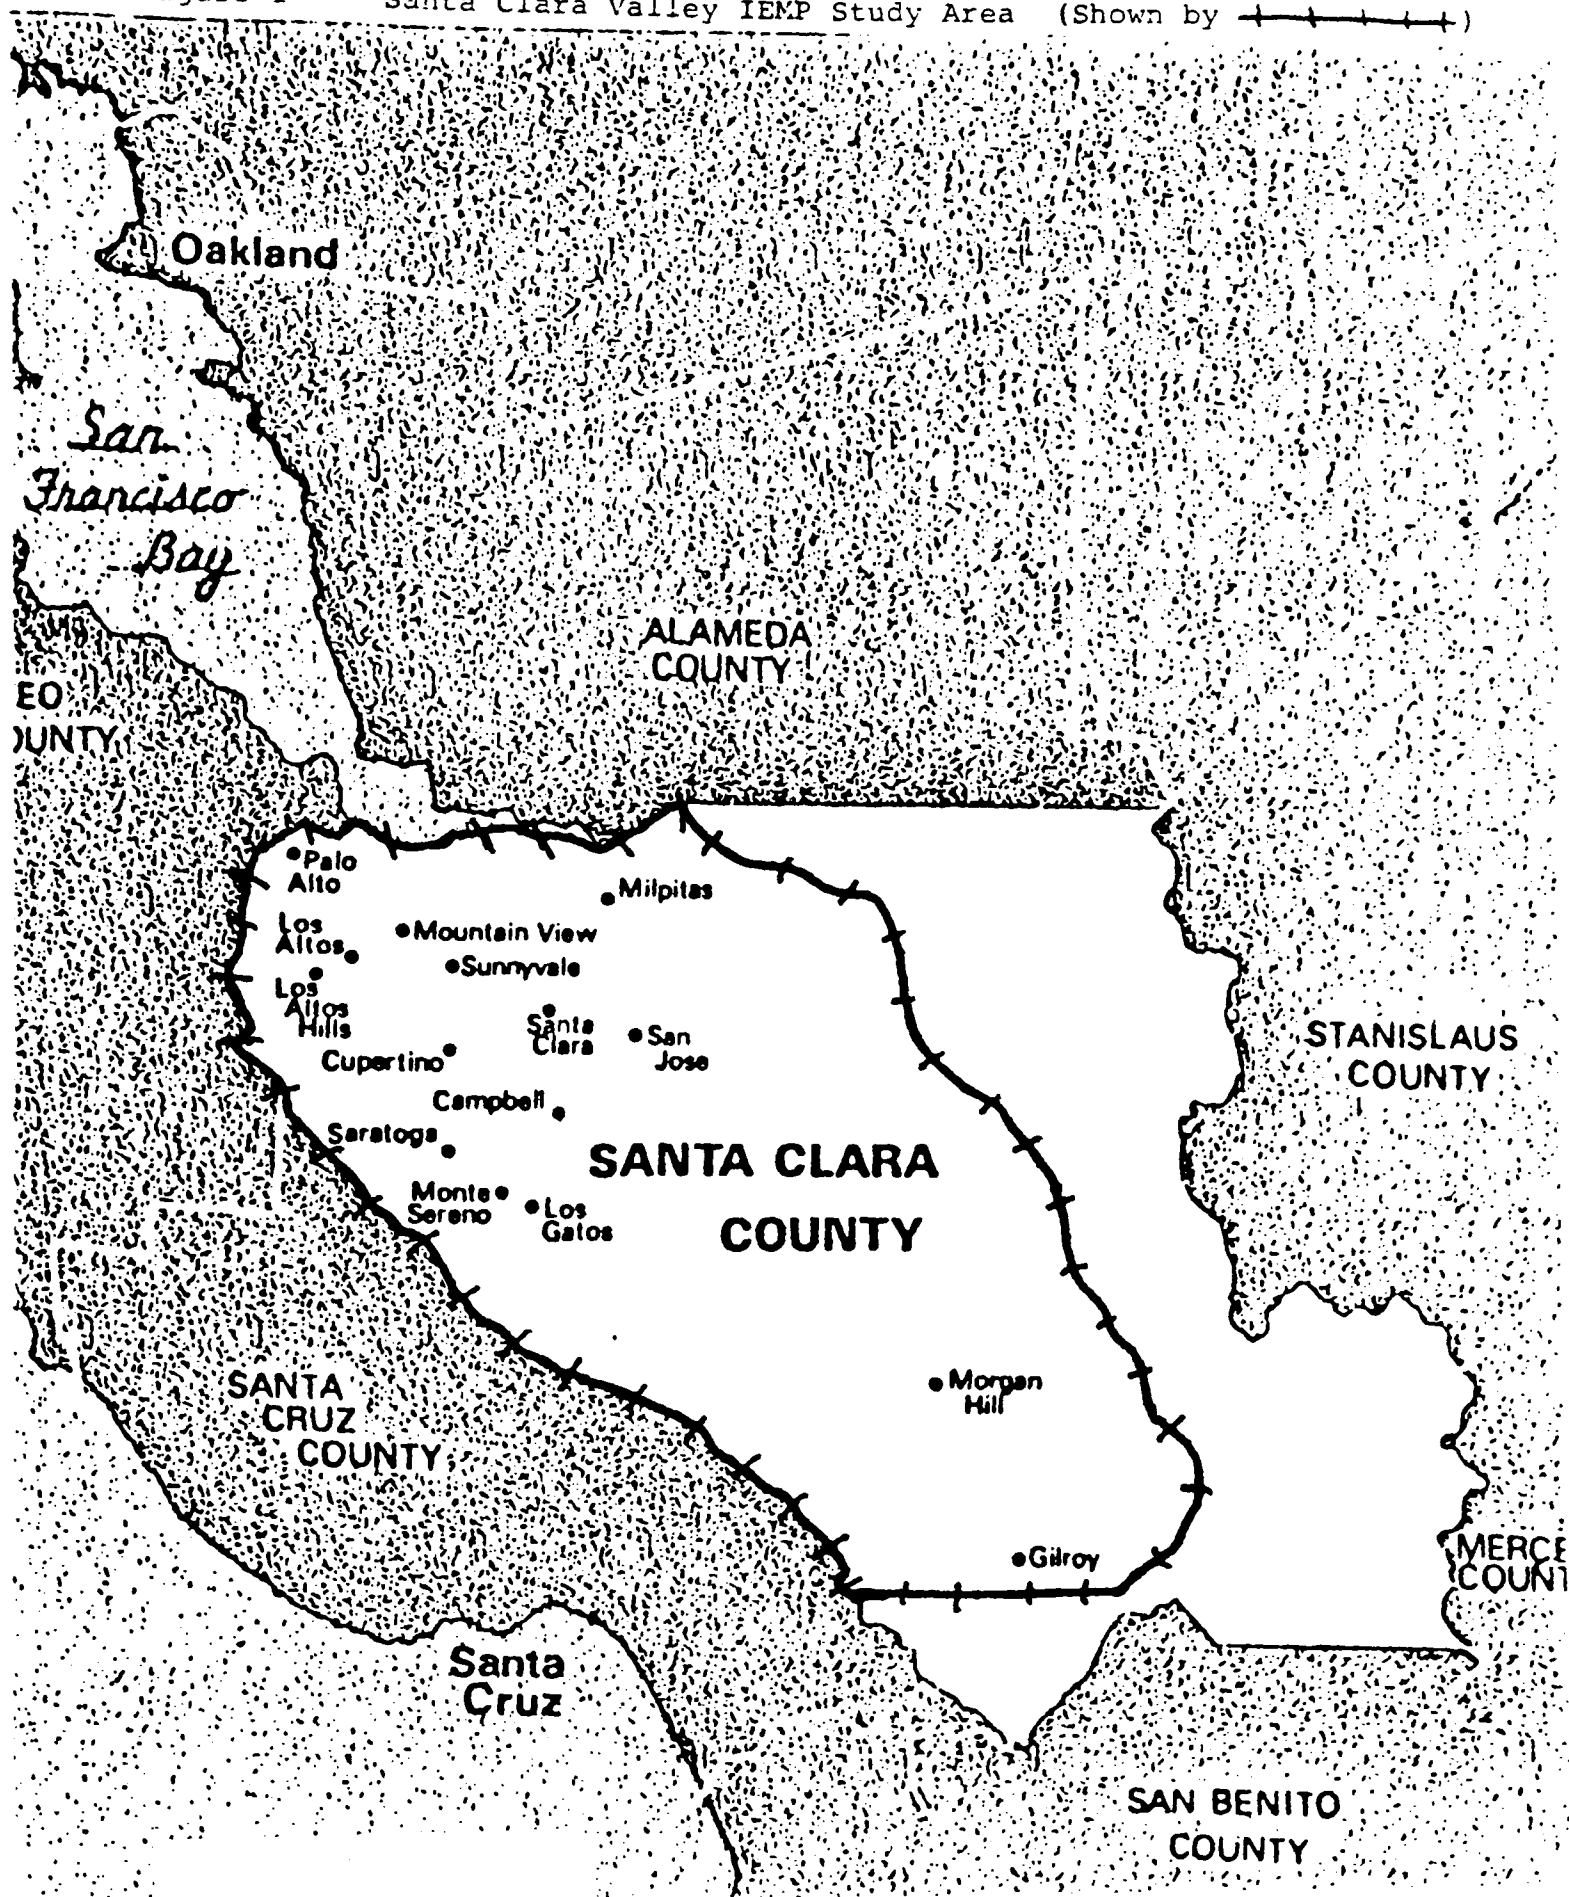 Santa Clara Valley IEMP Study Area (Shown by )
Oakland
San
Francisco
Bay
ALAMEDA
COUNTY
EO
OUNTY
Palo
Alto
Milpitas
Los
Altos
Mountain View
Sunnyvale
Los
Altos
Hills
Santa
Clara
San
Jose
Cupertino
Campbell
Saratoga
STANISLAUS
COUNTY
SANTA CLARA
COUNTY
Monte
Sereno
Los
Gatos
Morgan
Hill
SANTA
CRUZ
COUNTY
Gilroy
MERCE
COUNT
Santa
Cruz
SAN BENITO
COUNTY